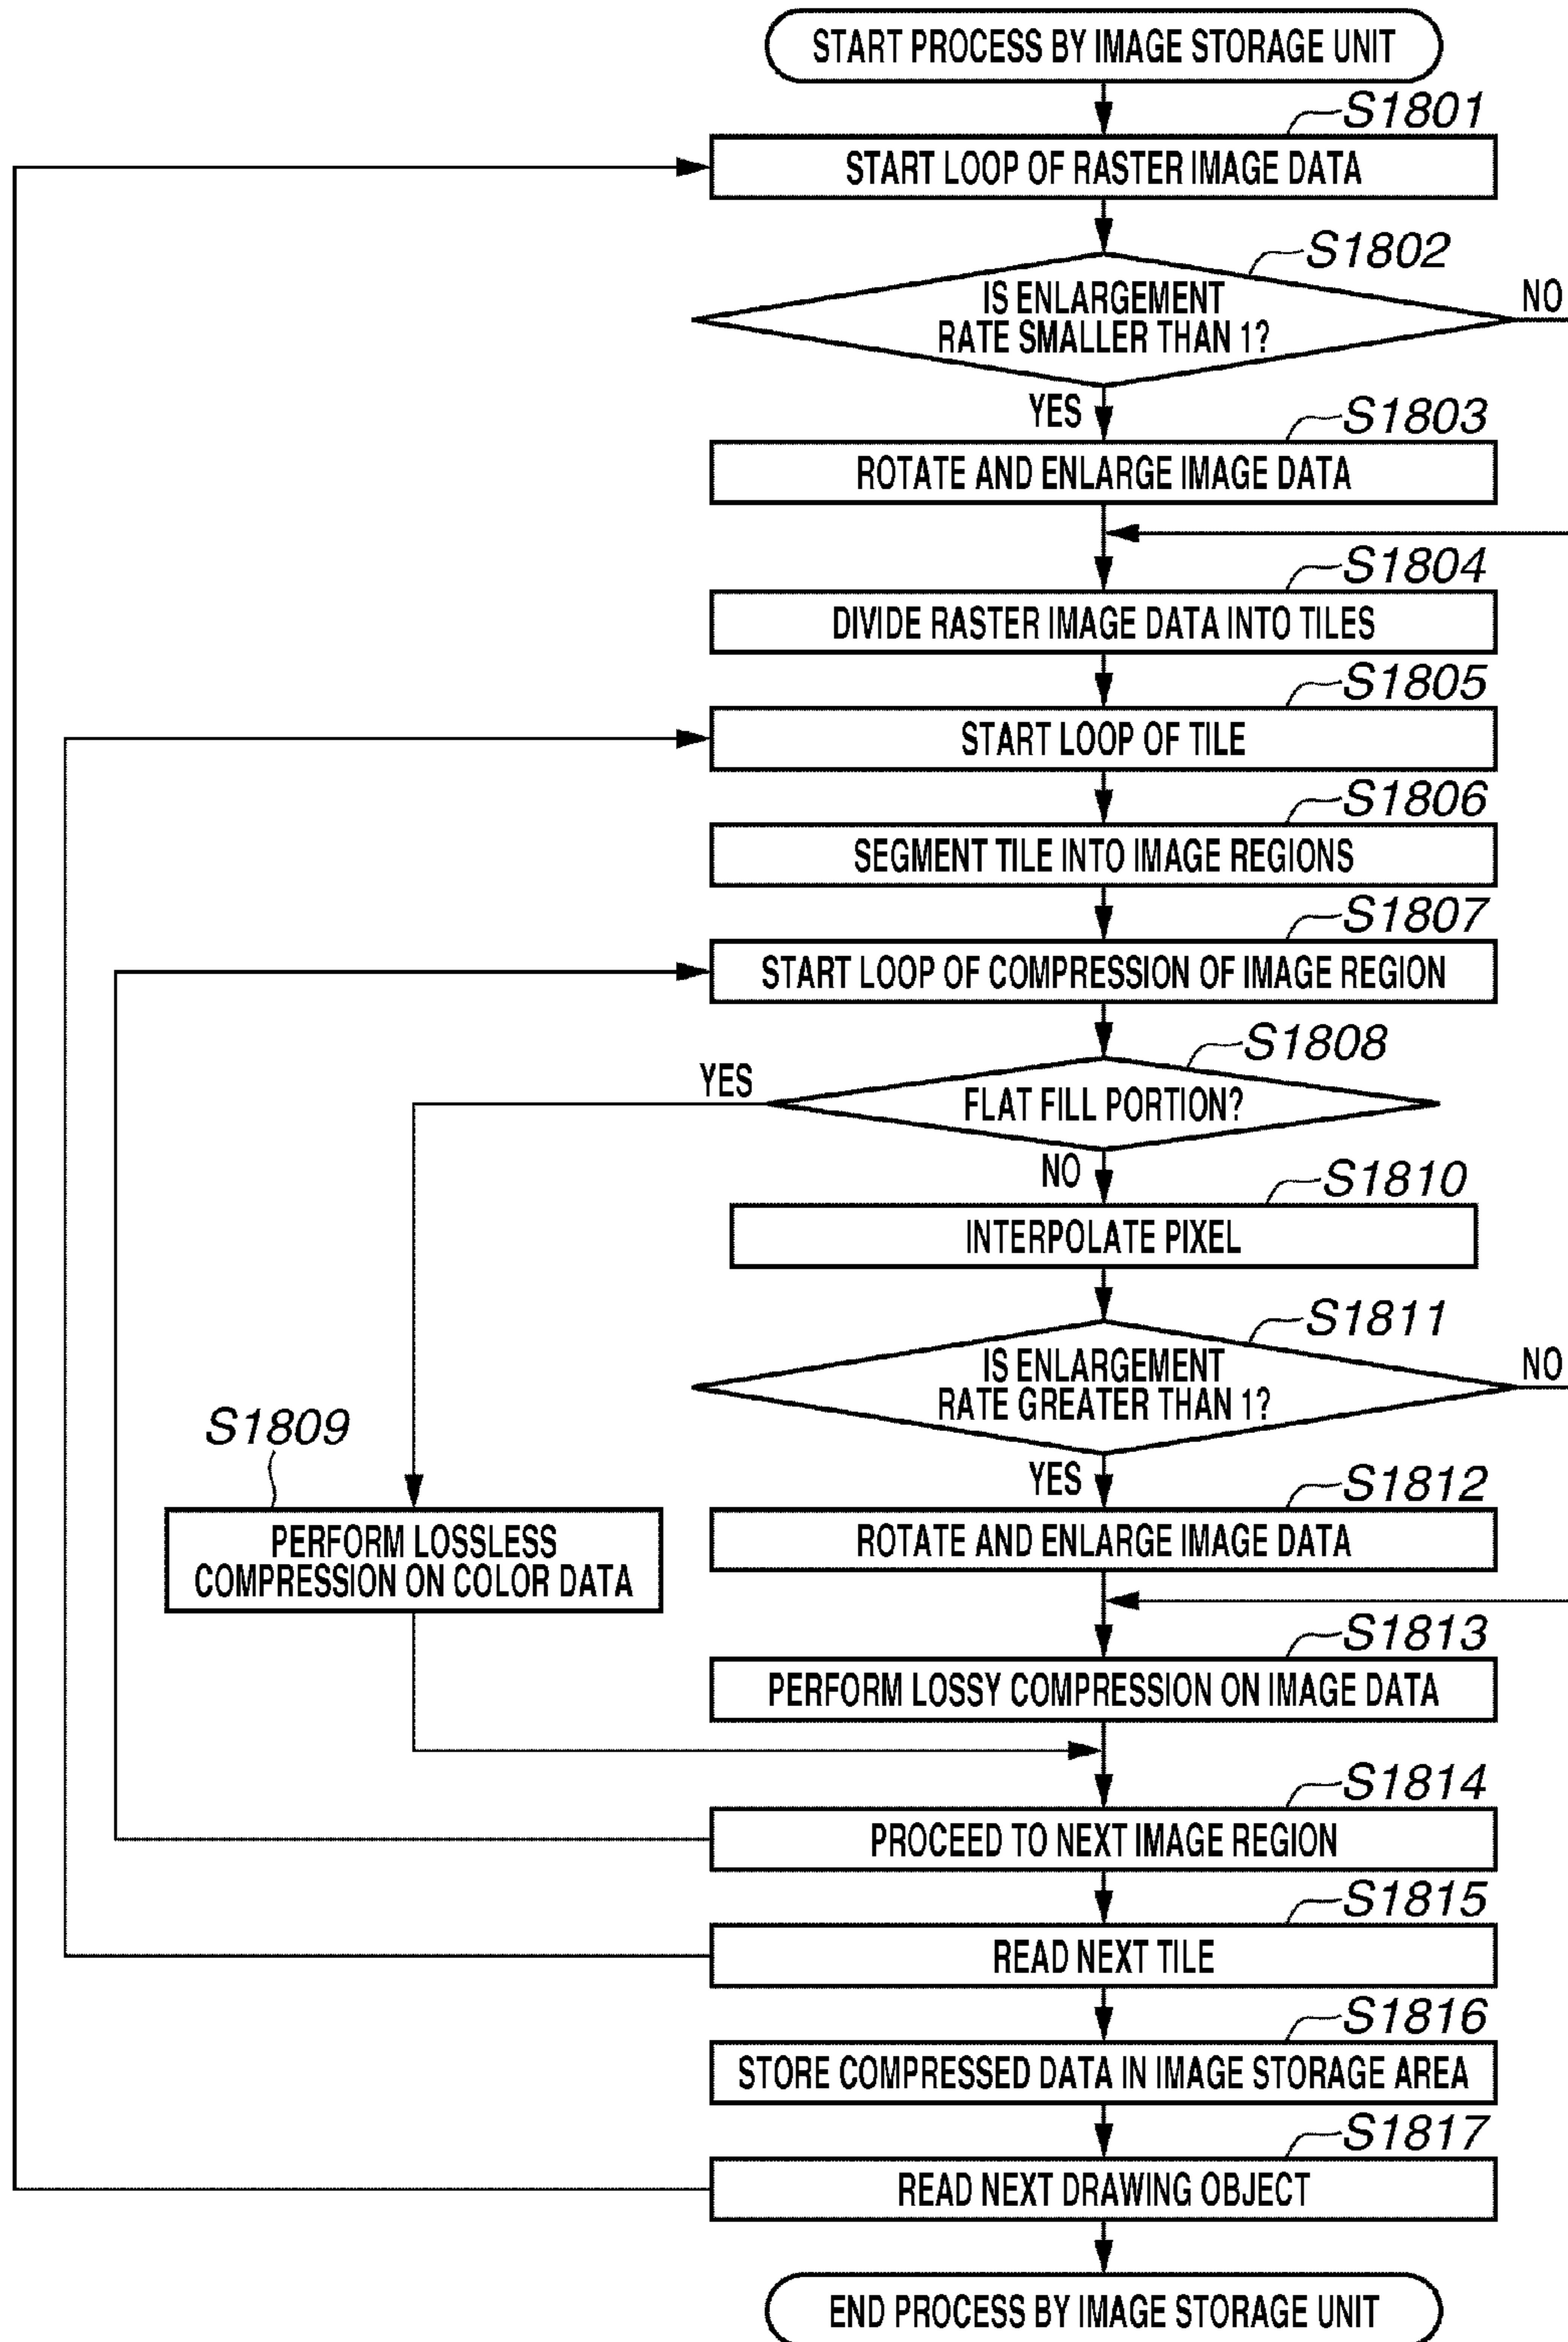 START PROCESS BY IMAGE STORAGE UNIT
S1801
START LOOP OF RASTER IMAGE DATA
S1802
IS ENLARGEMENT
RATE SMALLER THAN 1?
NO
YES
S1803
ROTATE AND ENLARGE IMAGE DATA
S1804
DIVIDE RASTER IMAGE DATA INTO TILES
S1805
START LOOP OF TILE
S1806
SEGMENT TILE INTO IMAGE REGIONS
S1807
START LOOP OF COMPRESSION OF IMAGE REGION
S1808
YES
FLAT FILL PORTION?
NO
S1810
INTERPOLATE PIXEL
S1811
IS ENLARGEMENT
RATE GREATER THAN 1?
NO
S1809
YES
S1812
PERFORM LOSSLESS
COMPRESSION ON COLOR DATA
ROTATE AND ENLARGE IMAGE DATA
S1813
PERFORM LOSSY COMPRESSION ON IMAGE DATA
S1814
PROCEED TO NEXT IMAGE REGION
S1815
READ NEXT TILE
S1816
STORE COMPRESSED DATA IN IMAGE STORAGE AREA
S1817
READ NEXT DRAWING OBJECT
END PROCESS BY IMAGE STORAGE UNIT